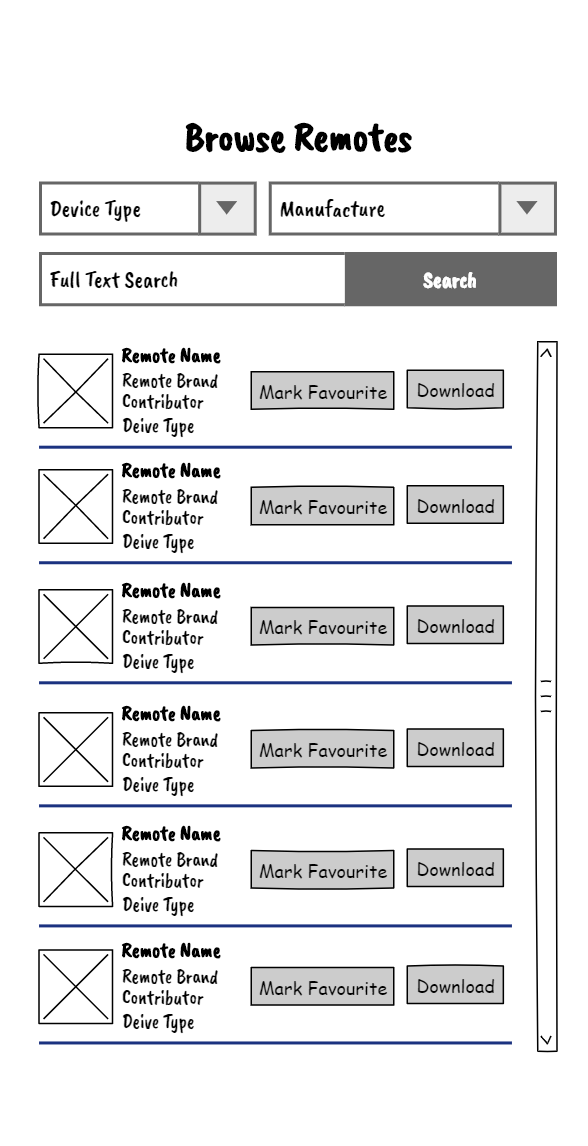 Browse Remotes
Device Type
Manufacture
Full Text Search
Search
Remote Name
Remote Brand
Contributor
Deive Type
Mark Favourite
Download
Remote Name
Remote Brand
Contributor
Deive Type
Mark Favourite
Download
Remote Name
Remote Brand
Contributor
Deive Type
Mark Favourite
Download
Remote Name
Remote Brand
Contributor
Deive Type
Mark Favourite
Download
Remote Name
Remote Brand
Contributor
Deive Type
Mark Favourite
Download
Remote Name
Remote Brand
Contributor
Deive Type
Mark Favourite
Download